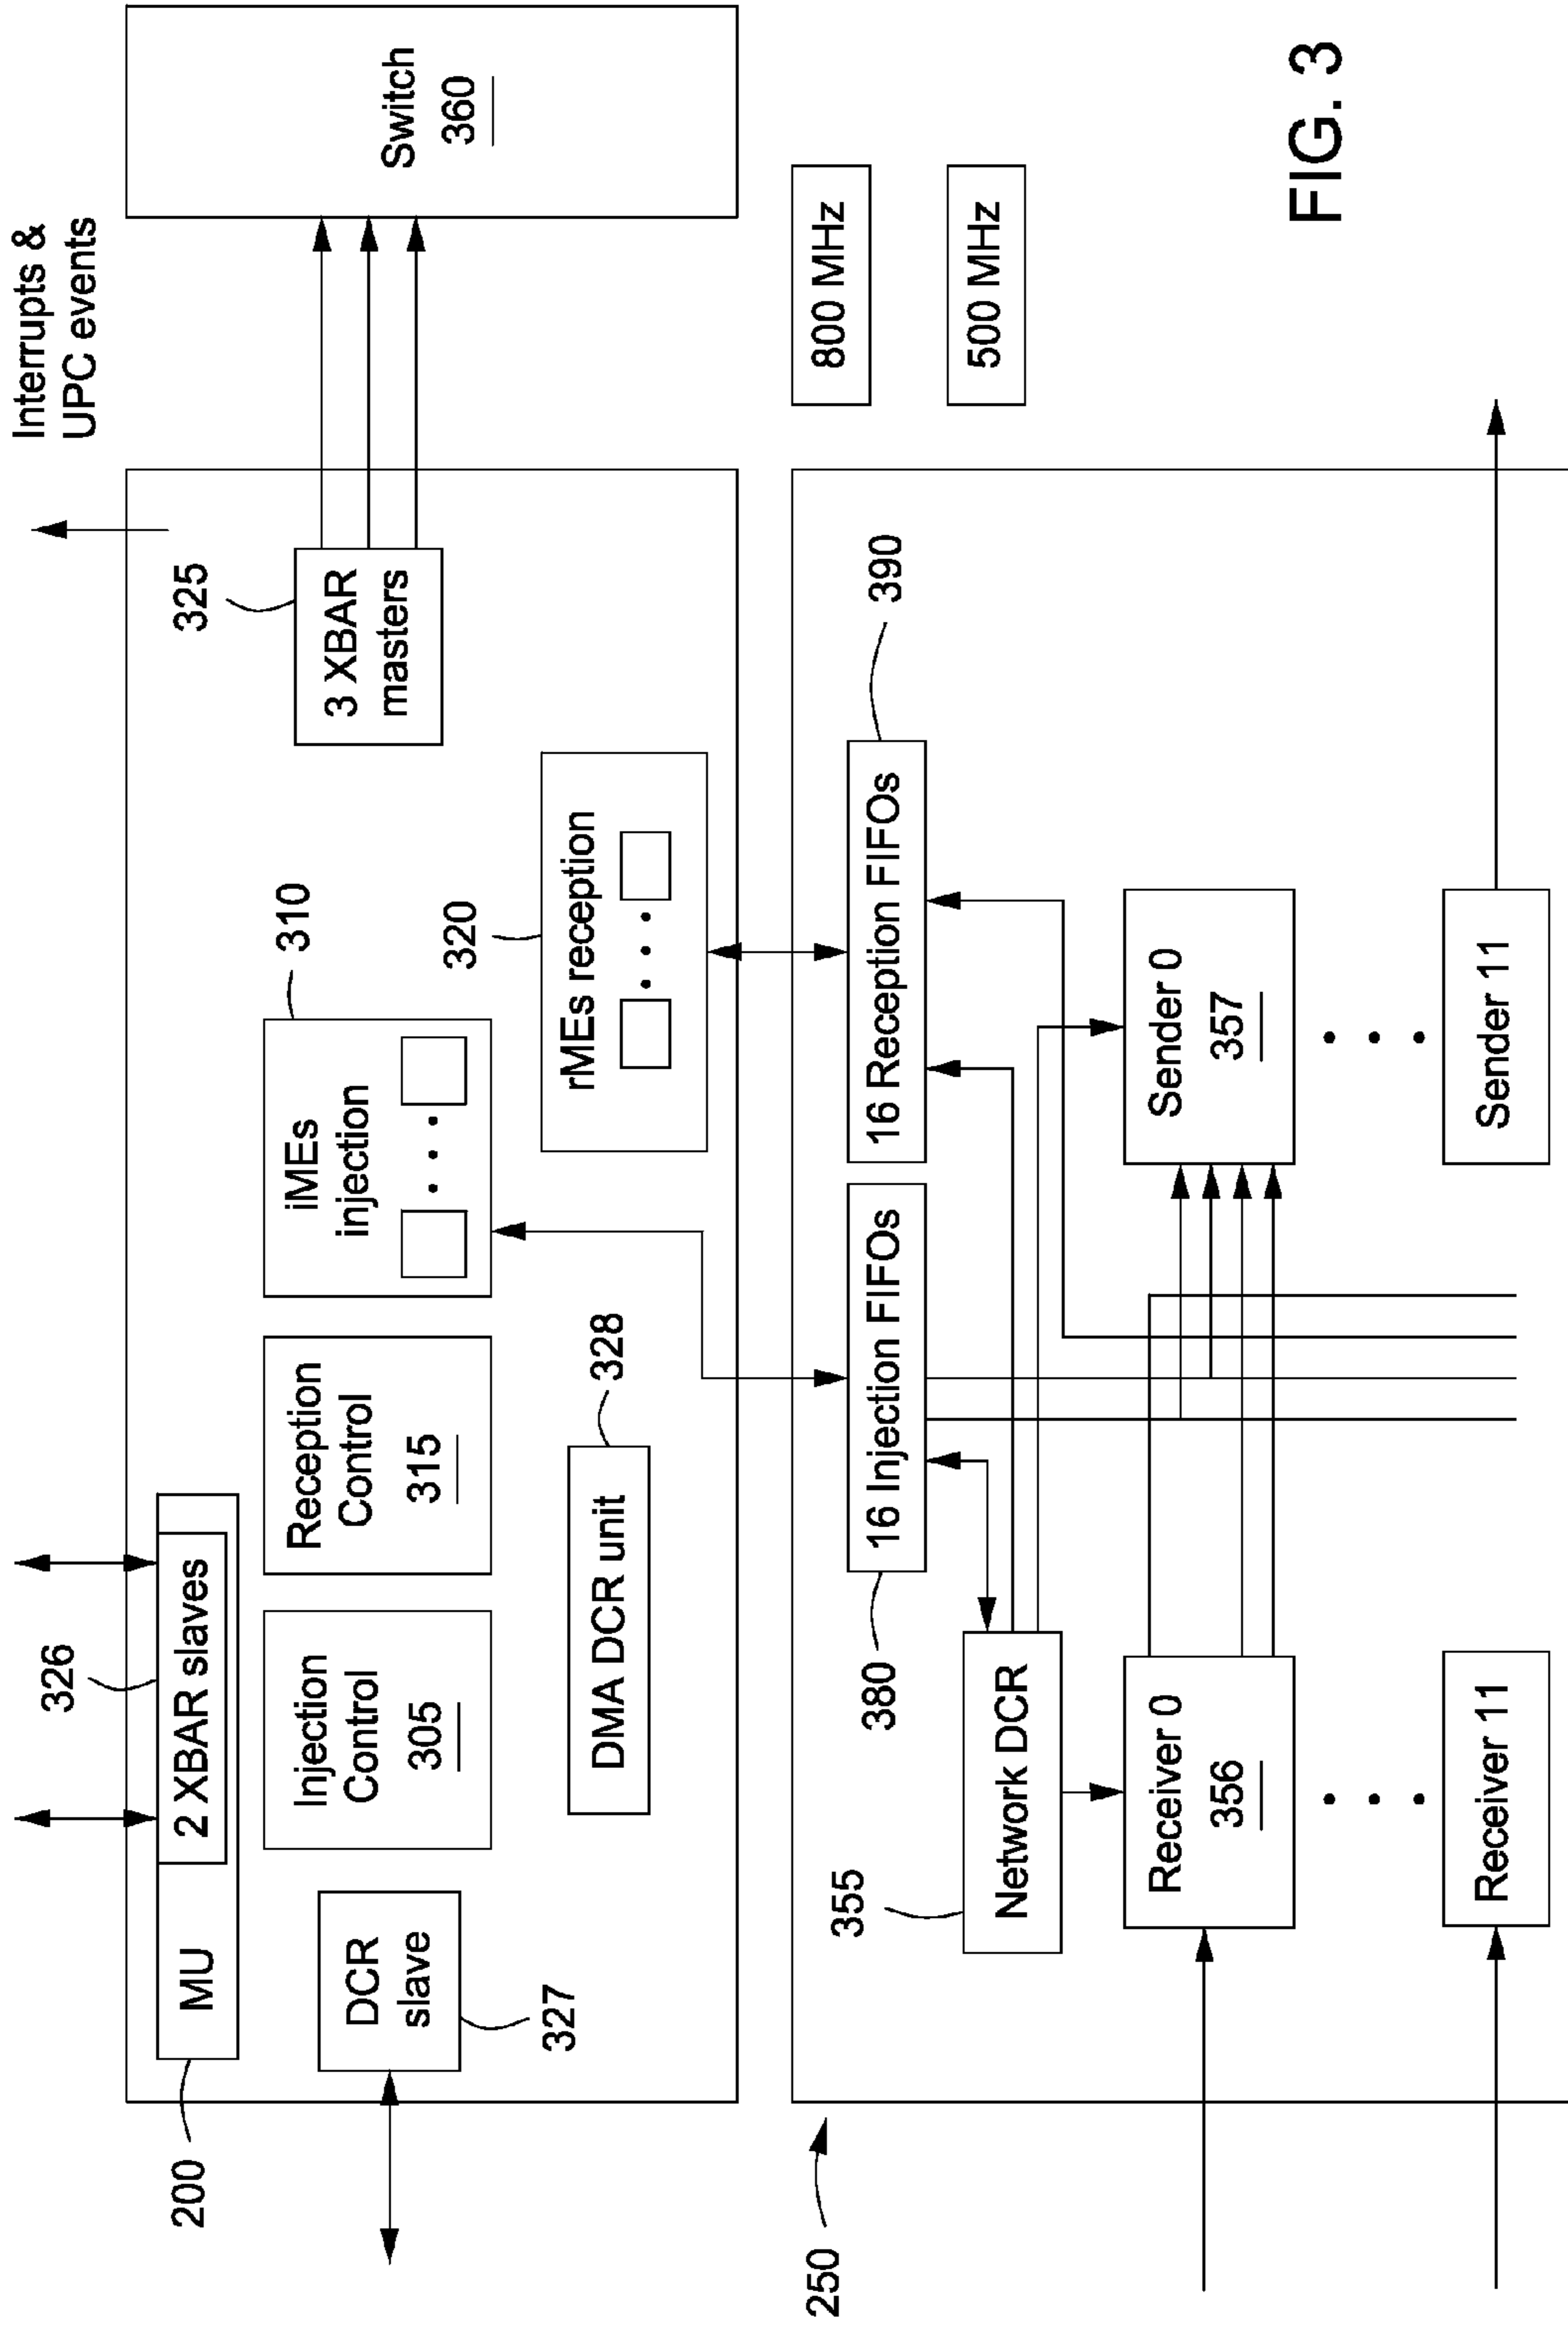 Interrupts &
UPC events
326
200
MU
2 XBAR slaves
325
3 XBAR
masters
Switch
360
DCR
slave
327
Injection
Control
305
Reception
Control
315
iMEs
injection
310
320
rMEs reception
DMA DCR unit
328
250
380
16 Injection FIFOs
16 Reception FIFOs
390
800 MHz
500 MHz
355
Network DCR
Receiver 0
356
Sender 0
357
Receiver 11
Sender 11
FIG. 3